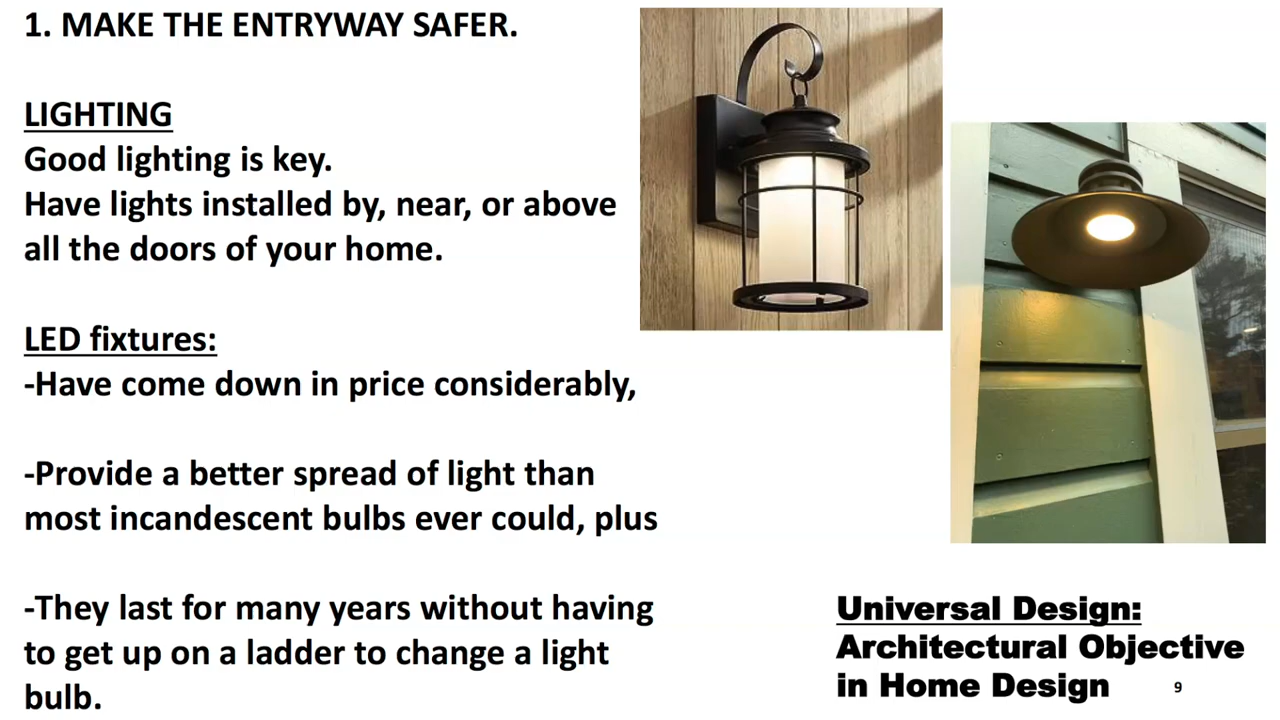 1. MAKE THE ENTRYWAY SAFER.
LIGHTING
Good lighting is key.
Have lights installed by, near, or above
all the doors of your home.
LED fixtures:
-Have come down in price considerably,
-Provide a better spread of light than
most incandescent bulbs ever could, plus
-They last for many years without having
to get up on a ladder to change a light
bulb.
Universal Design:
Architectural Objective
in Home Design
9